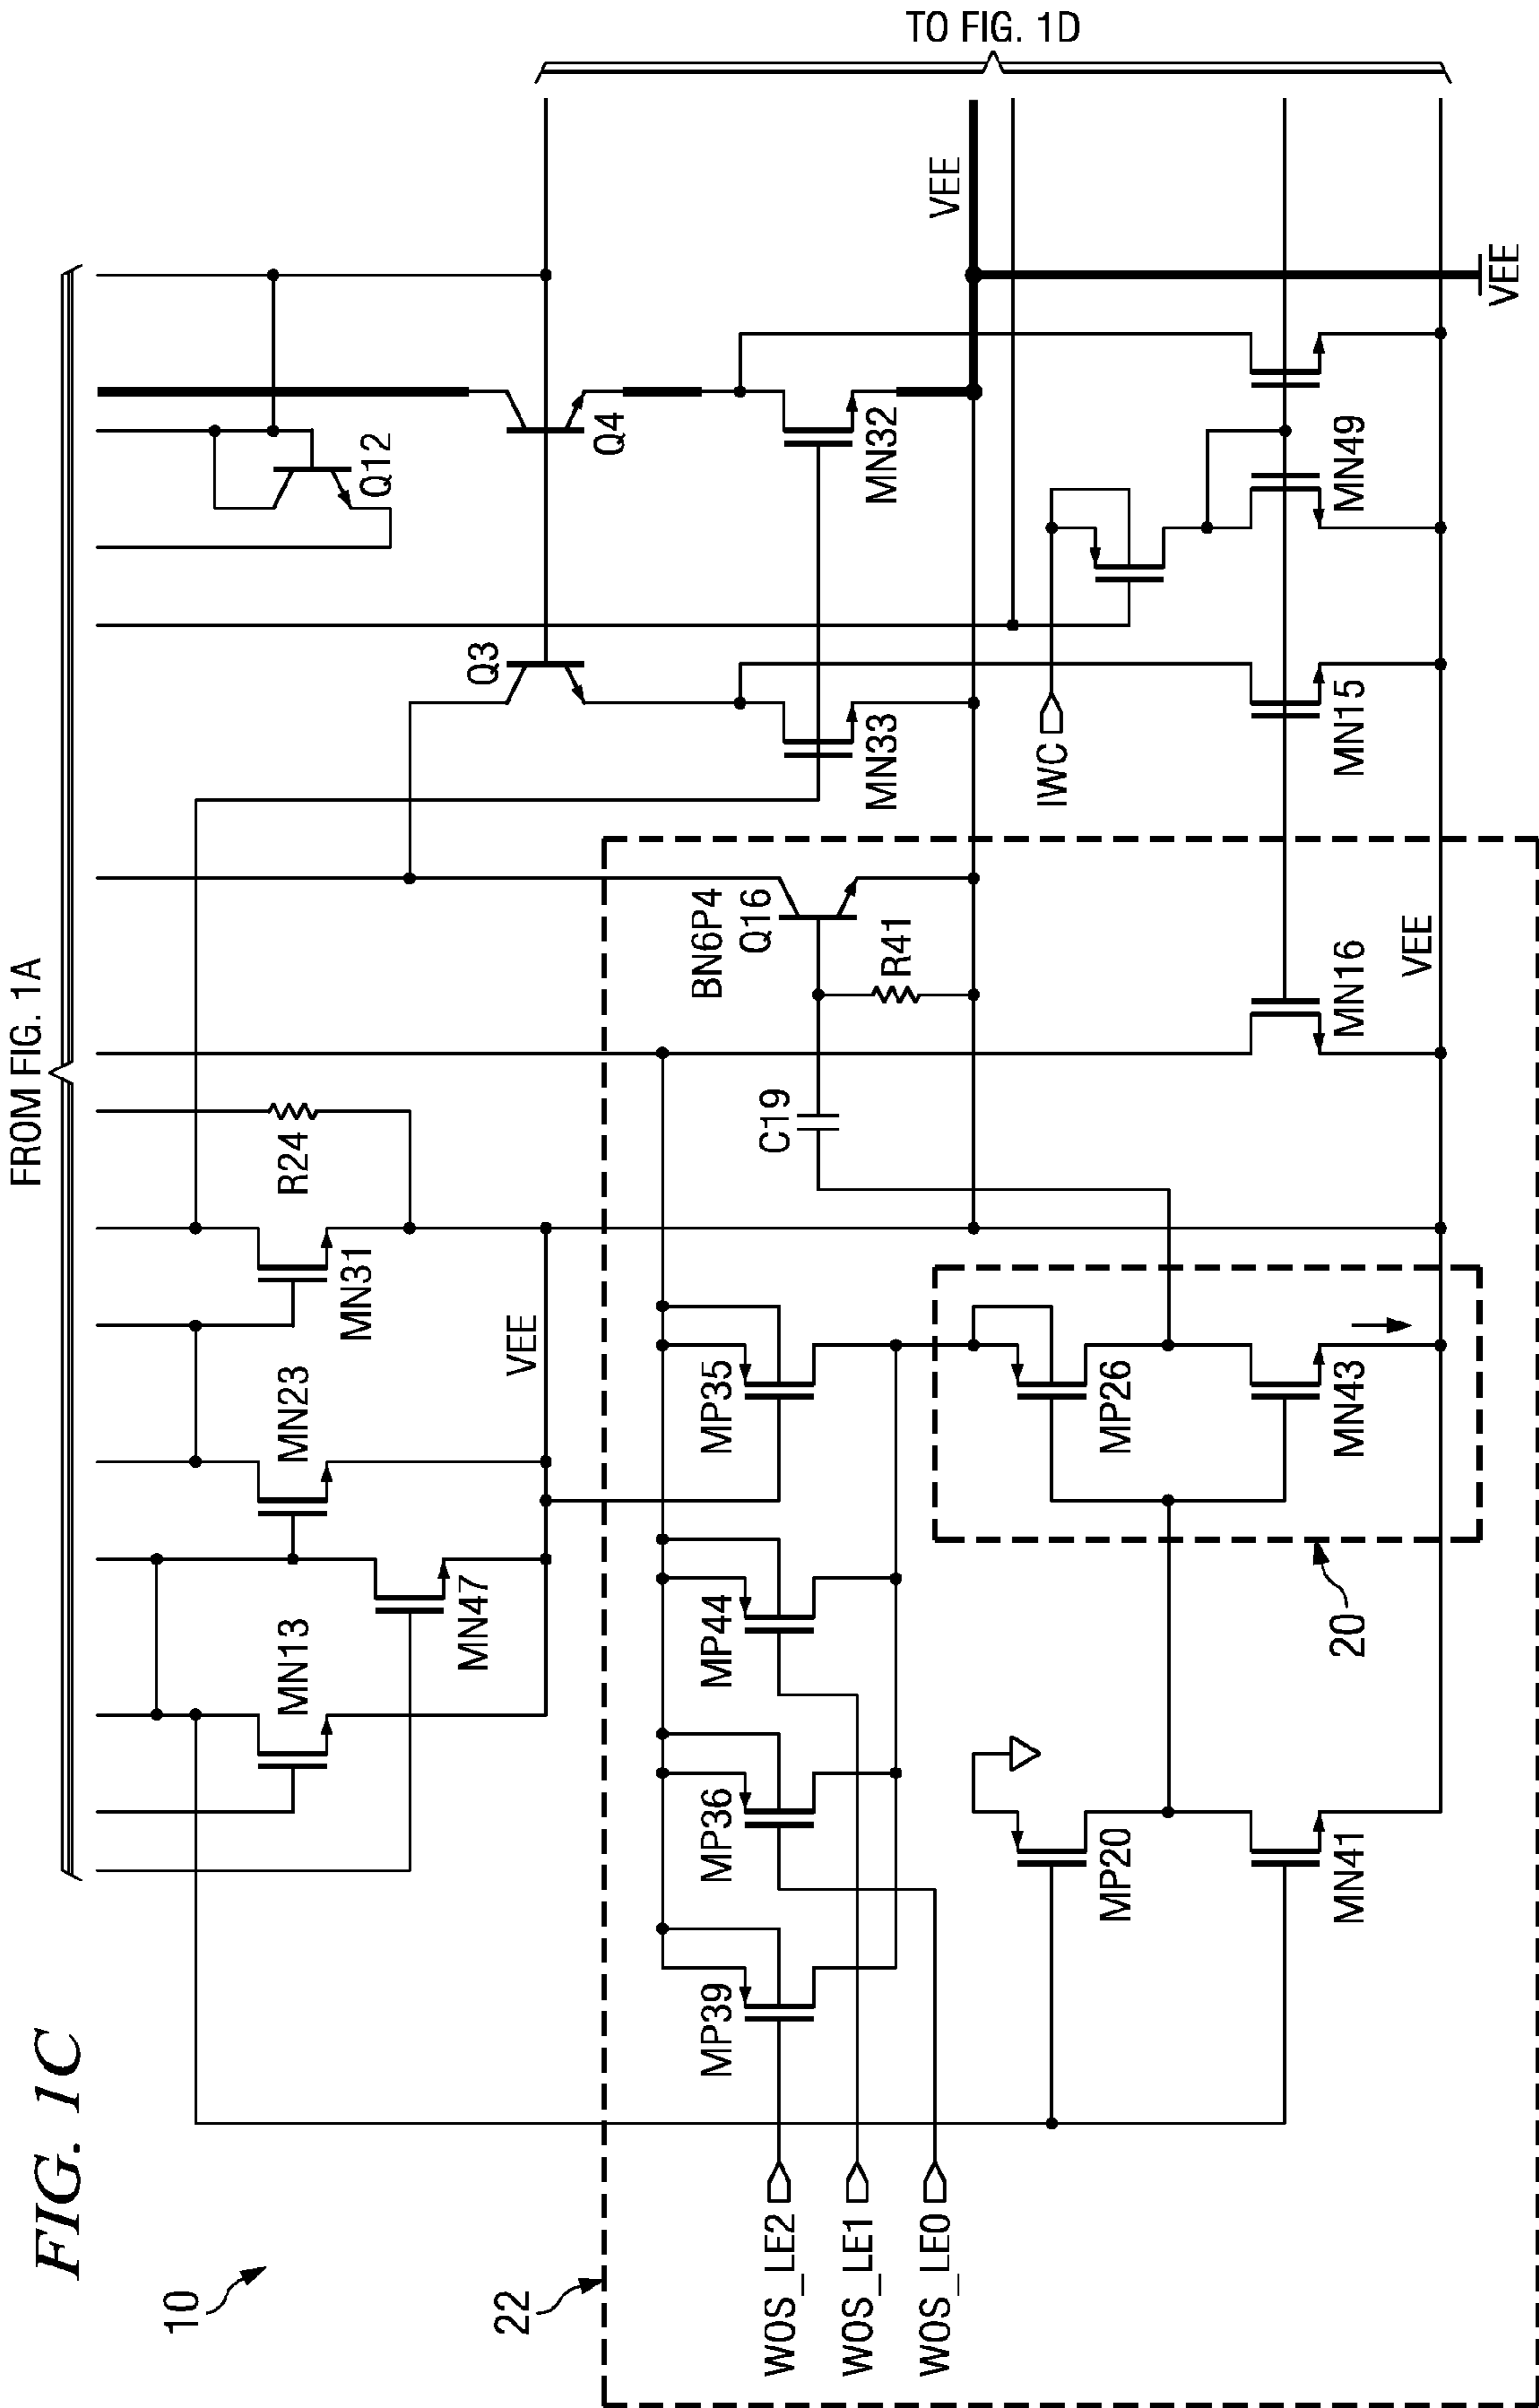 FIG. 1C
10
FROM FIG. 1A
TO FIG. 1D
MN13
MN47
MN23
MN31
R24
VEE
Q12
Q3
Q4
MN33
MN32
VEE
22
WOS_LE2
WOS_LE1
WOS_LE0
MP39
MP36
MP44
MP35
C19
BN6P4
Q16
R41
IWC
MP20
MN41
20
MP26
MN43
MN16
VEE
MN15
MN49
VEE